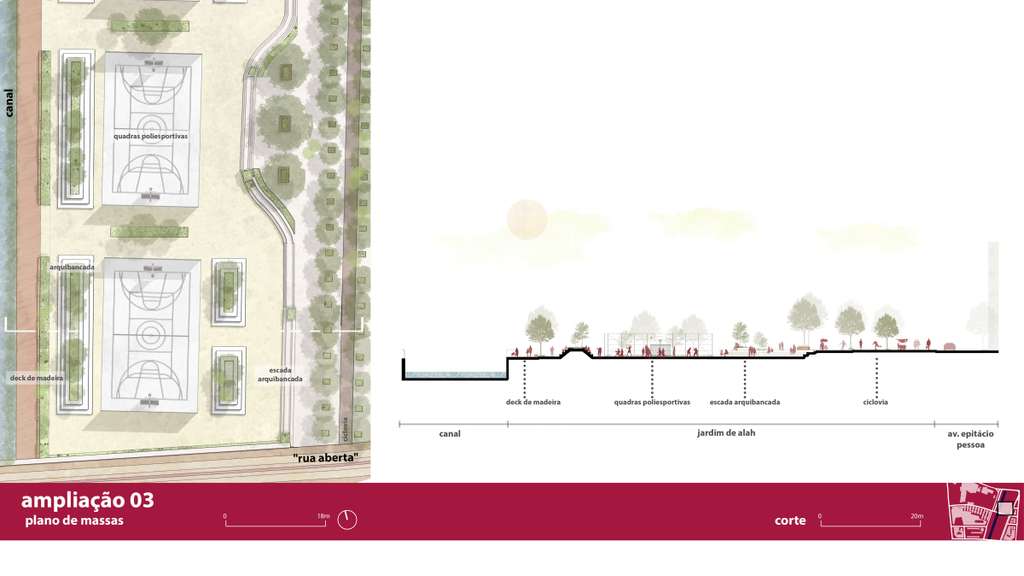 canal
quadras poliesportivas
arquibancada
deck de madeira
escada
arquibancada
ciclovia
"rua aberta"
deck de madeira
quadras poliesportivas
escada arquibancada
ciclovia
canal
jardim de alah
av. epitácio
pessoa
ampliação 03
plano de massas
0
18m
corte
0
20m